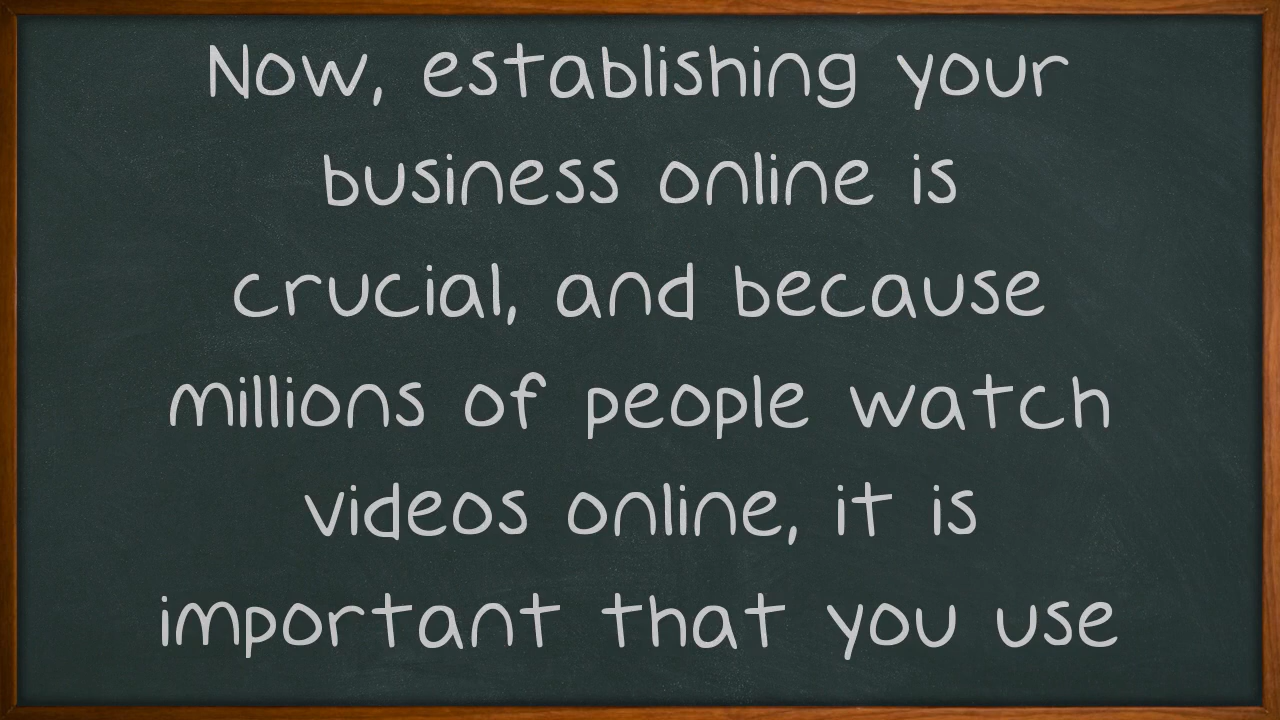 Now, establishing your
business online is
crucial, and because
millions of people watch
videos online, it is
important that you use